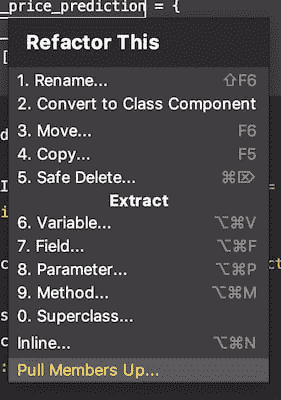 _price_prediction = {
Refactor This
1. Rename... ⇧F6
2. Convert to Class Component
3. Move... F6
4. Copy... F5
5. Safe Delete... ⌘⌦
Extract
6. Variable... ⌥⌘V
7. Field... ⌥⌘F
8. Parameter... ⌥⌘P
9. Method... ⌥⌘M
0. Superclass...
Inline... ⌥⌘N
Pull Members Up...